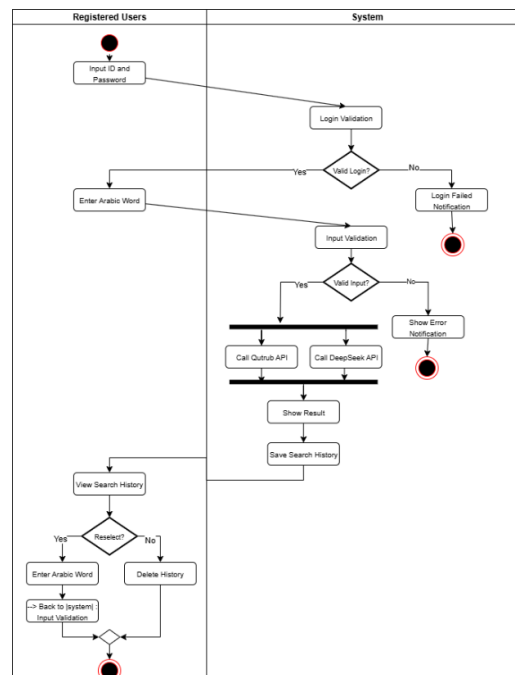 Registered Users
System
Input ID and
Password
Login Validation
Valid Login?
Yes
No
Enter Arabic Word
Login Failed
Notification
Input Validation
Valid Input?
Yes
No
Show Error
Notification
Call Qutrub API
Call DeepSeek API
Show Result
Save Search History
View Search History
Reselect?
Yes
No
Enter Arabic Word
Delete History
--> Back to |system| :
Input Validation